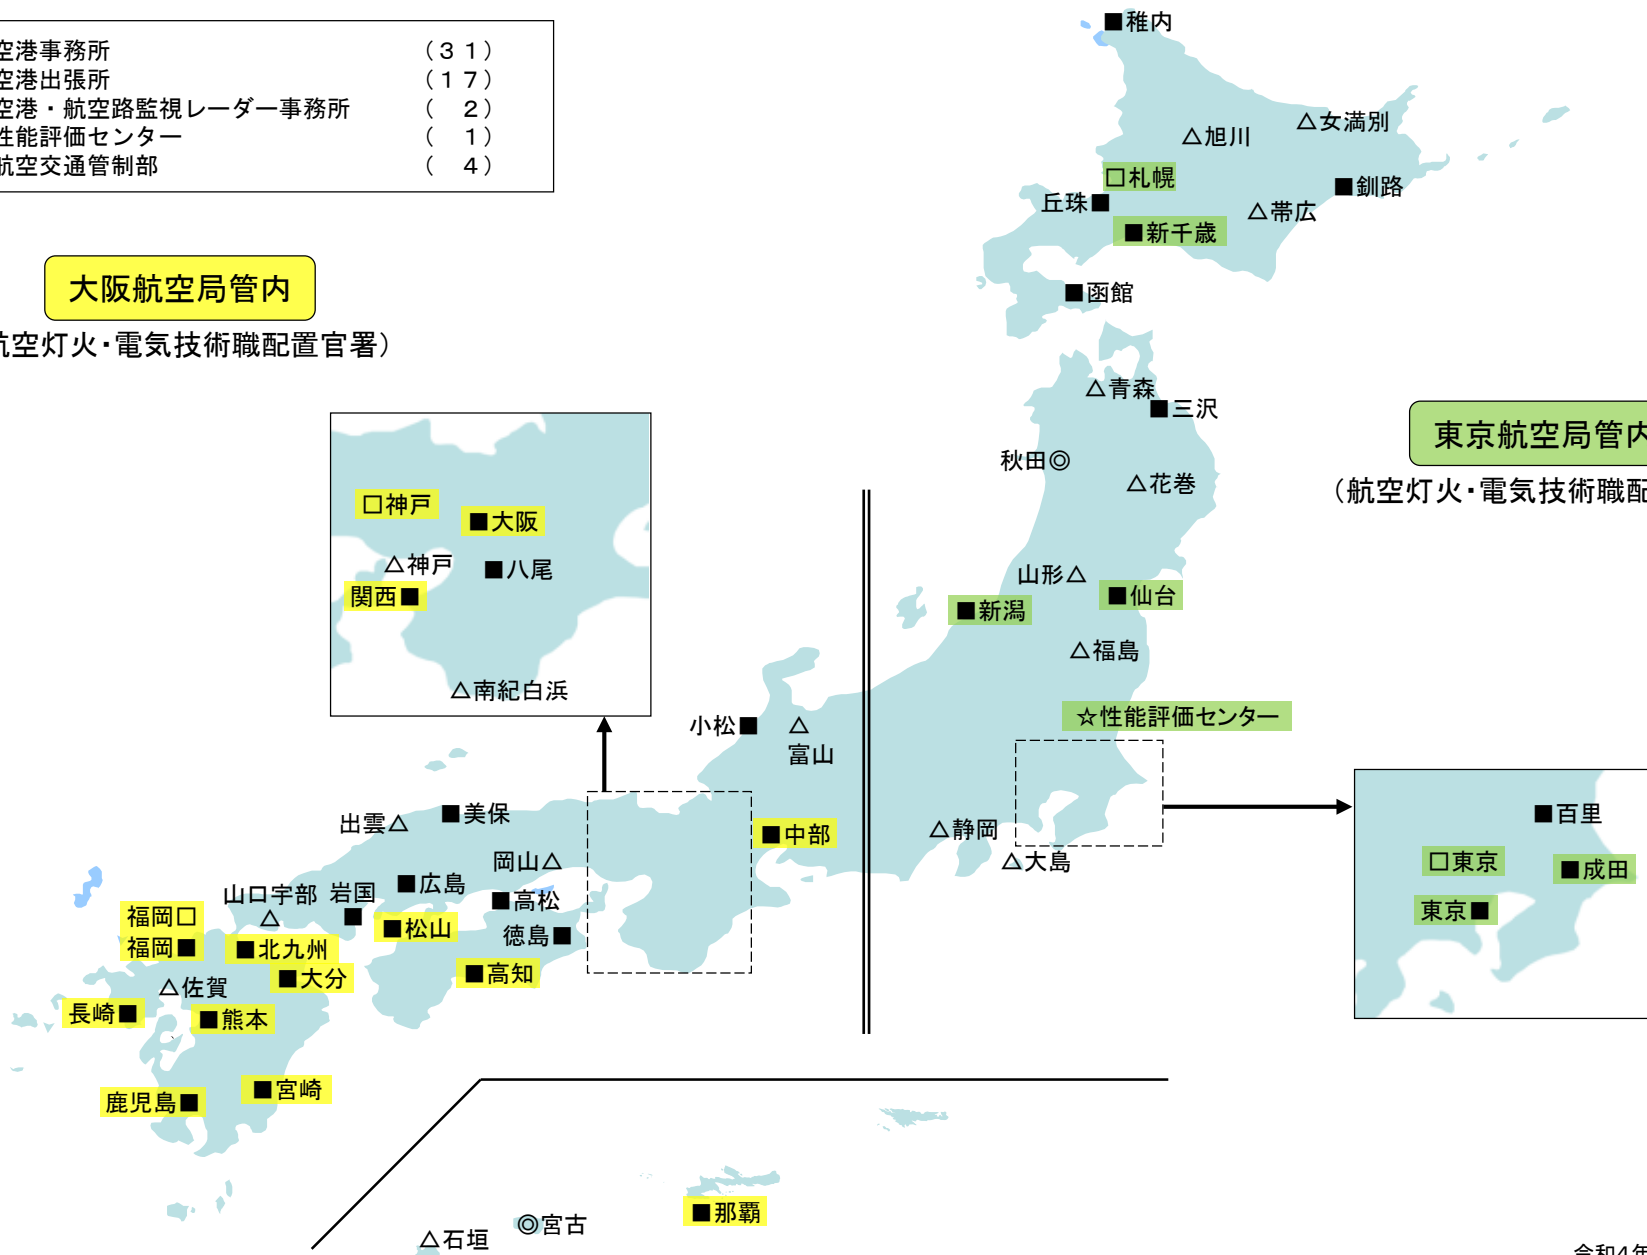 空港事務所 （３１）
空港出張所 （１７）
空港・航空路監視レーダー事務所 （　２）
性能評価センター （　１）
航空交通管制部 （　４）
大阪航空局管内
航空灯火・電気技術職配置官署）
■稚内
△女満別
△旭川
□札幌
■釧路
丘珠■
△帯広
■新千歳
■函館
△青森
■三沢
秋田◎
△花巻
東京航空局管内
（航空灯火・電気技術職配
山形△
■仙台
■新潟
△福島
☆性能評価センター
□神戸
■大阪
△神戸
■八尾
関西■
△南紀白浜
小松■
△
富山
■中部
△静岡
△大島
■百里
□東京
■成田
東京■
出雲△
■美保
岡山△
■広島
山口宇部
△
岩国
■
■高松
■松山
徳島■
■高知
福岡□
福岡■
■北九州
■大分
△佐賀
長崎■
■熊本
■宮崎
鹿児島■
■那覇
◎宮古
△石垣
令和4年